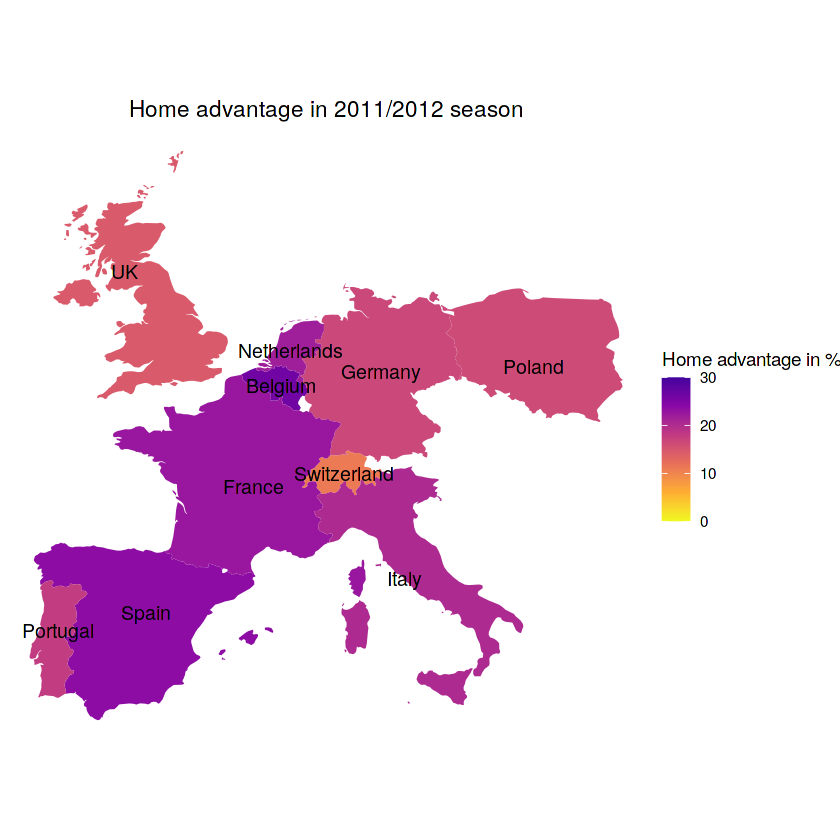 Home advantage in 2011/2012 season
UK
Netherlands
Belgium
Germany
Poland
Switzerland
France
Italy
Spain
Portugal
Home advantage in %
30
20
10
0